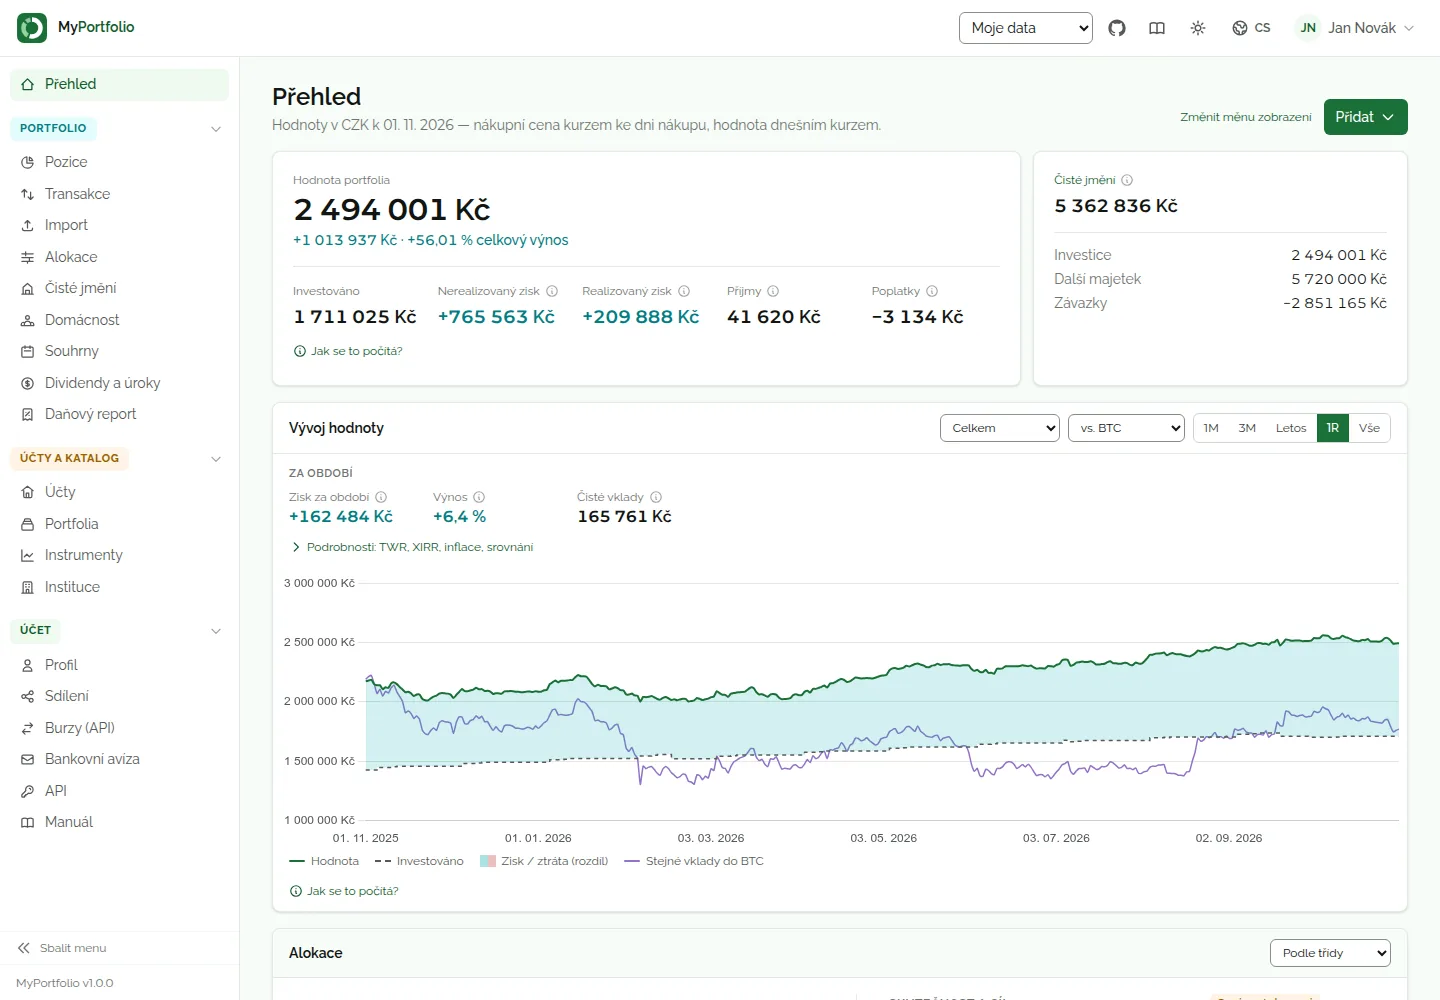 MyPortfolio
Moje data
CS
JN
Jan Novák
Přehled
PORTFOLIO
Pozice
Transakce
Import
Alokace
Čisté jmění
Domácnost
Souhrny
Dividendy a úroky
Daňový report
ÚČTY A KATALOG
Účty
Portfolia
Instrumenty
Instituce
ÚČET
Profil
Sdílení
Burzy (API)
Bankovní avíza
API
Manuál
Sbalit menu
MyPortfolio v1.0.0
Přehled
Hodnoty v CZK k 01. 11. 2026 — nákupní cena kurzem ke dni nákupu, hodnota dnešním kurzem.
Změnit měnu zobrazení
Přidat
Hodnota portfolia
2 494 001 Kč
+1 013 937 Kč · +56,01 % celkový výnos
Investováno
1 711 025 Kč
Nerealizovaný zisk
+765 563 Kč
Realizovaný zisk
+209 888 Kč
Příjmy
41 620 Kč
Poplatky
−3 134 Kč
Jak se to počítá?
Čisté jmění
5 362 836 Kč
Investice 2 494 001 Kč
Další majetek 5 720 000 Kč
Závazky −2 851 165 Kč
Vývoj hodnoty
Celkem
vs. BTC
1M 3M Letos 1R Vše
ZA OBDOBÍ
Zisk za období
+162 484 Kč
Výnos
+6,4 %
Čisté vklady
165 761 Kč
Podrobnosti: TWR, XIRR, inflace, srovnání
3 000 000 Kč
2 500 000 Kč
2 000 000 Kč
1 500 000 Kč
1 000 000 Kč
01. 11. 2025 01. 01. 2026 03. 03. 2026 03. 05. 2026 03. 07. 2026 02. 09. 2026
Hodnota Investováno Zisk / ztráta (rozdíl) Stejné vklady do BTC
Jak se to počítá?
Alokace
Podle třídy